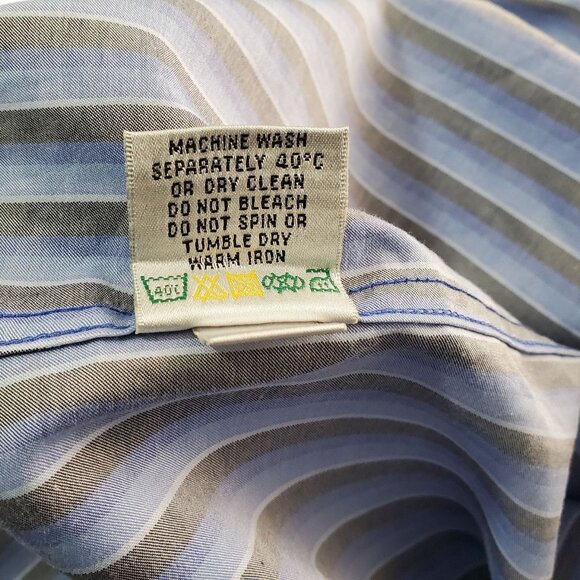 MACHINE WASH
SEPARATELY 40°C
OR DRY CLEAN
DO NOT BLEACH
DO NOT SPIN OR
TUMBLE DRY
WARM IRON
40